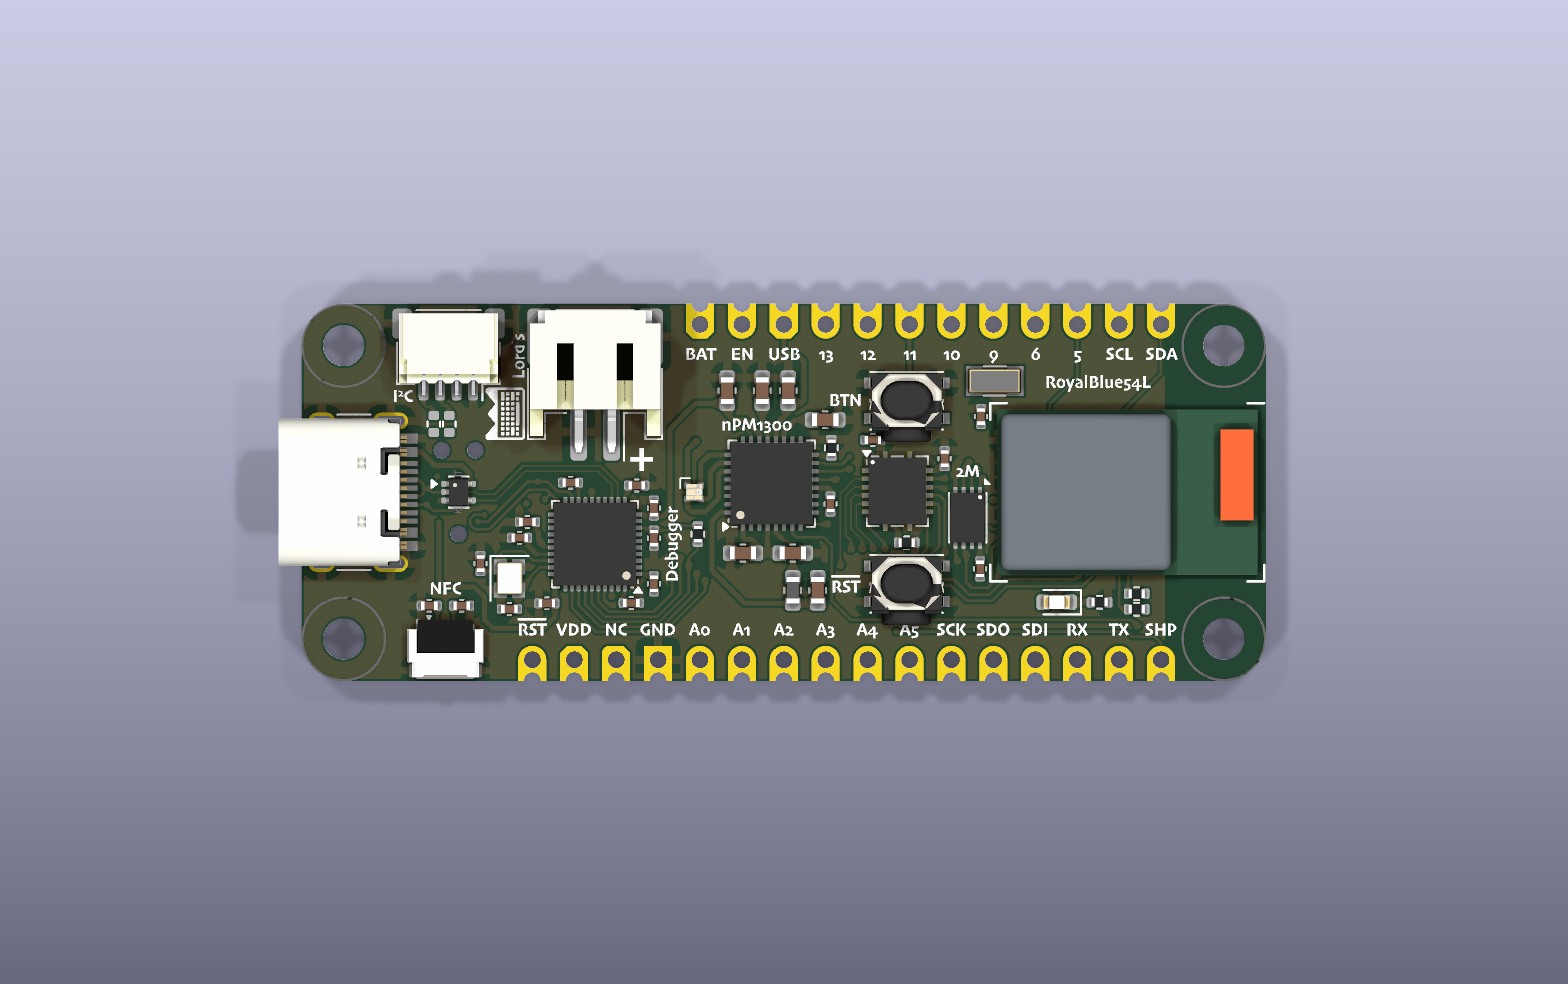 BAT EN USB 13 12 11 10 9 6 5 SCL SDA
Lord's
RoyalBlue54L
I²C
BTN
nPM1300
+
2M
Debugger
NFC
RST
RST VDD NC GND A0 A1 A2 A3 A4 A5 SCK SDO SDI RX TX SHP